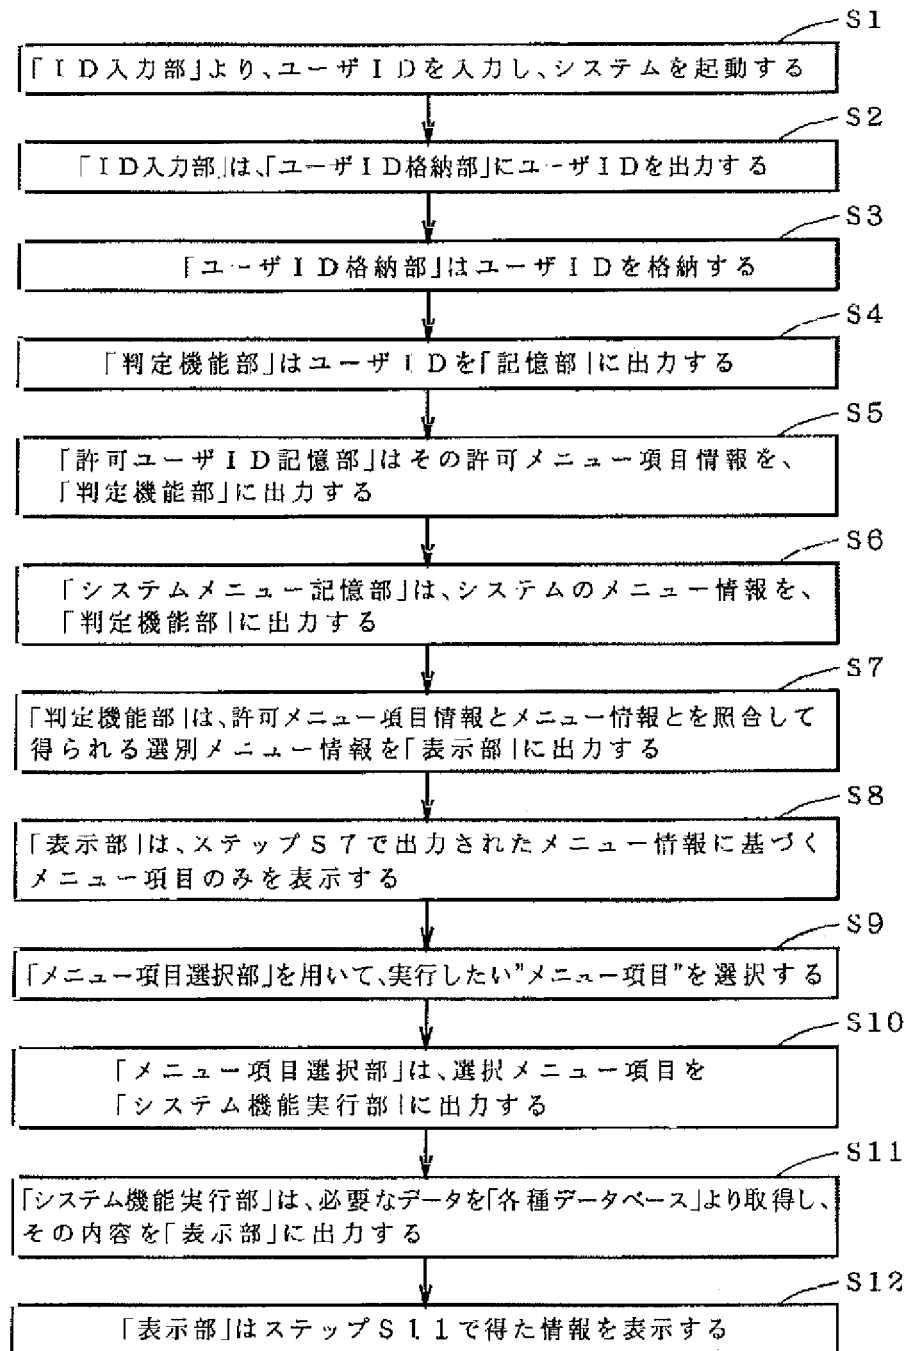 S1
「ID入力部」より、ユーザIDを入力し、システムを起動する
S2
「ID入力部」は、「ユーザID格納部」にユーザIDを出力する
S3
「ユーザID格納部」はユーザIDを格納する
S4
「判定機能部」はユーザIDを「記憶部」に出力する
S5
「許可ユーザID記憶部」はその許可メニュー項目情報を、
「判定機能部」に出力する
S6
「システムメニュー記憶部」は、システムのメニュー情報を、
「判定機能部」に出力する
S7
「判定機能部」は、許可メニュー項目情報とメニュー情報とを照合して
得られる選別メニュー情報を「表示部」に出力する
S8
「表示部」は、ステップS7で出力されたメニュー情報に基づく
メニュー項目のみを表示する
S9
「メニュー項目選択部」を用いて、実行したい"メニュー項目"を選択する
S10
「メニュー項目選択部」は、選択メニュー項目を
「システム機能実行部」に出力する
S11
「システム機能実行部」は、必要なデータを「各種データベース」より取得し、
その内容を「表示部」に出力する
S12
「表示部」はステップS11で得た情報を表示する